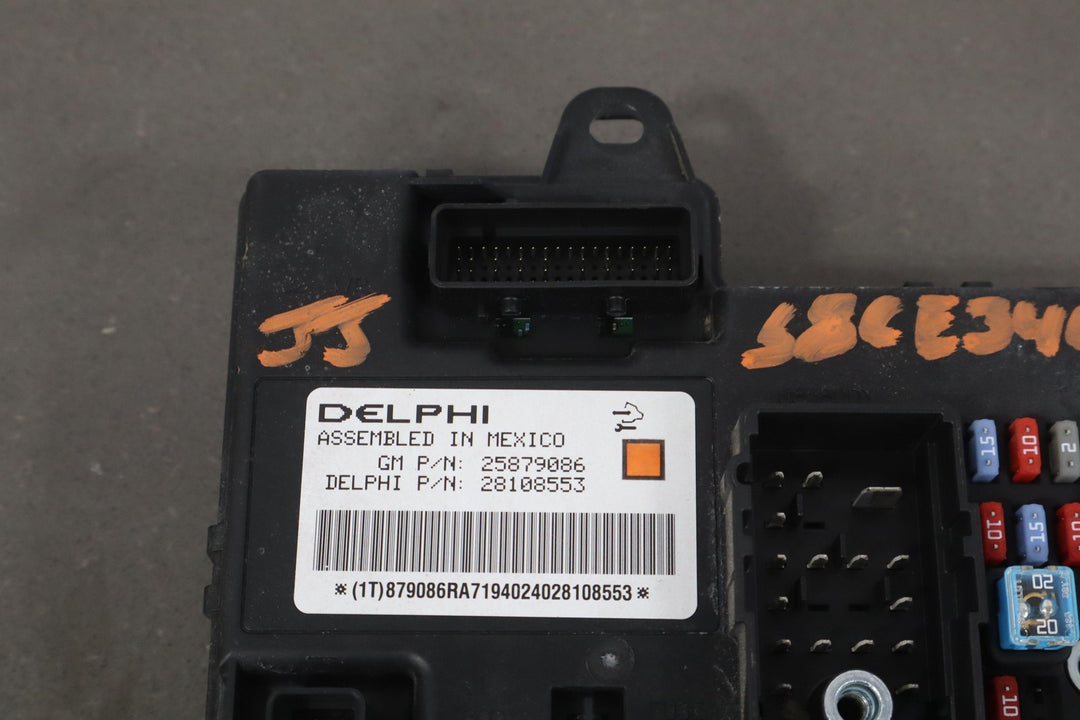 JJ
DELPHI
ASSEMBLED IN MEXICO
GM P/N: 25879086
DELPHI P/N: 28108553
*(1T)879086RA7194024028108553*
15
10
2
10
15
10
20
20
10